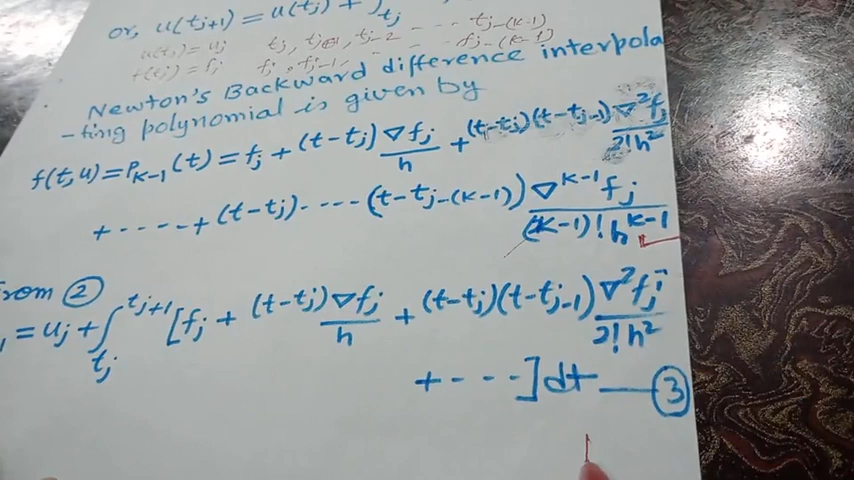 or, u(tj+1) = u(tj) + ∫tj
u(tj) = uj tj, tj-1, tj-2 ---- tj-(k-1)
f(tj) = fj fj, fj-1, ---- fj-(k-1)
Newton's Backward difference interpola
-ting polynomial is given by
f(t,u) = Pk-1(t) = fj + (t-tj) ∇fj/h + (t-tj)(t-tj-1) ∇²fj/2!h²
+ ---- + (t-tj) ---- (t-tj-(k-1)) ∇^k-1 fj/(k-1)! h^k-1
rom ②
= uj + ∫tj^tj+1 [fj + (t-tj) ∇fj/h + (t-tj)(t-tj-1) ∇²fj/2!h²
+ ---- ] dt — ③